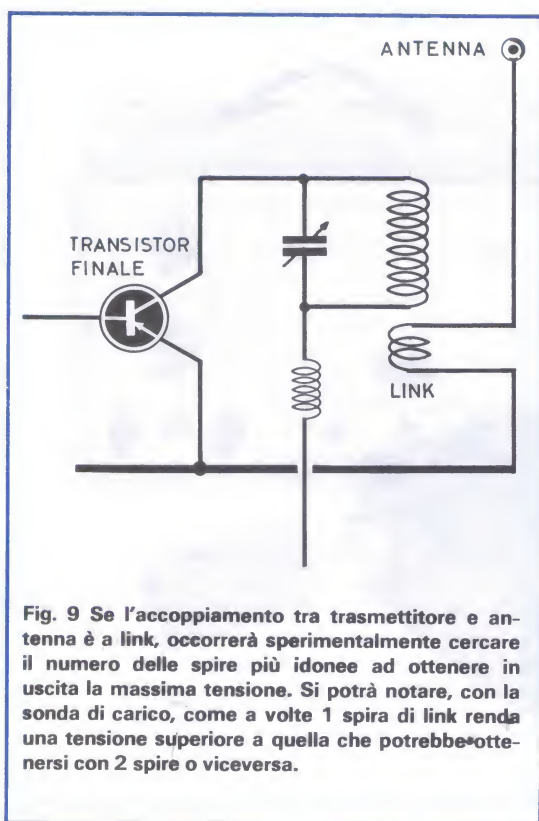 ANTENNA
TRANSISTOR
FINALE
LINK
Fig. 9 Se l'accoppiamento tra trasmettitore e an-
tenna è a link, occorrerà sperimentalmente cercare
il numero delle spire più idonee ad ottenere in
uscita la massima tensione. Si potrà notare, con la
sonda di carico, come a volte 1 spira di link renda
una tensione superiore a quella che potrebbe otte-
nersi con 2 spire o viceversa.